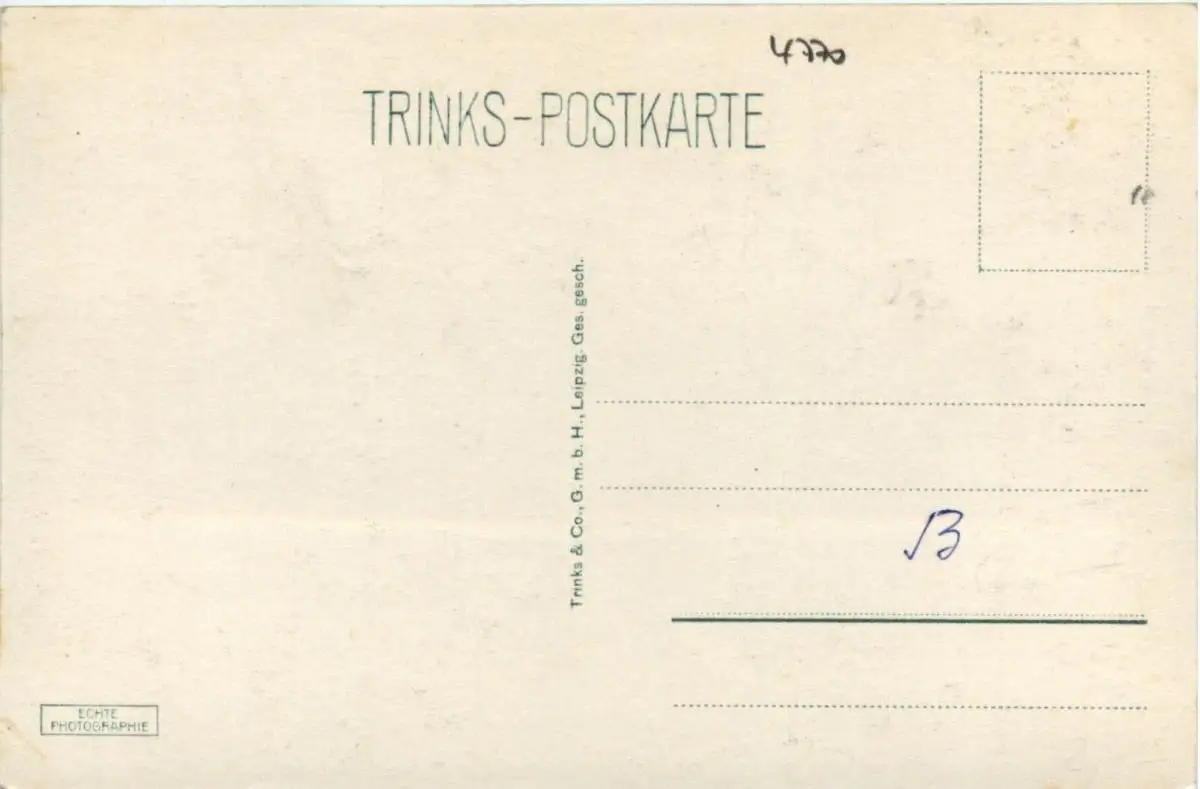 4770
TRINKS-POSTKARTE
Trinks & Co., G. m. b. H., Leipzig. Ges. gesch.
B
ECHTE
PHOTOGRAPHIE